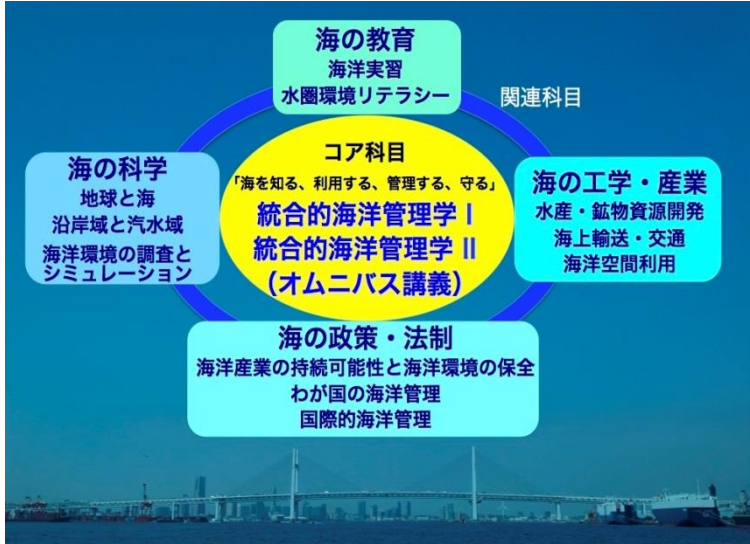 海の教育
海洋実習
水圏環境リテラシー
関連科目
海の科学
地球と海
沿岸域と汽水域
海洋環境の調査と
シミュレーション
コア科目
「海を知る、利用する、管理する、守る」
統合的海洋管理学 I
統合的海洋管理学 II
(オムニバス講義)
海の工学・産業
水産・鉱物資源開発
海上輸送・交通
海洋空間利用
海の政策・法制
海洋産業の持続可能性と海洋環境の保全
わが国の海洋管理
国際的海洋管理